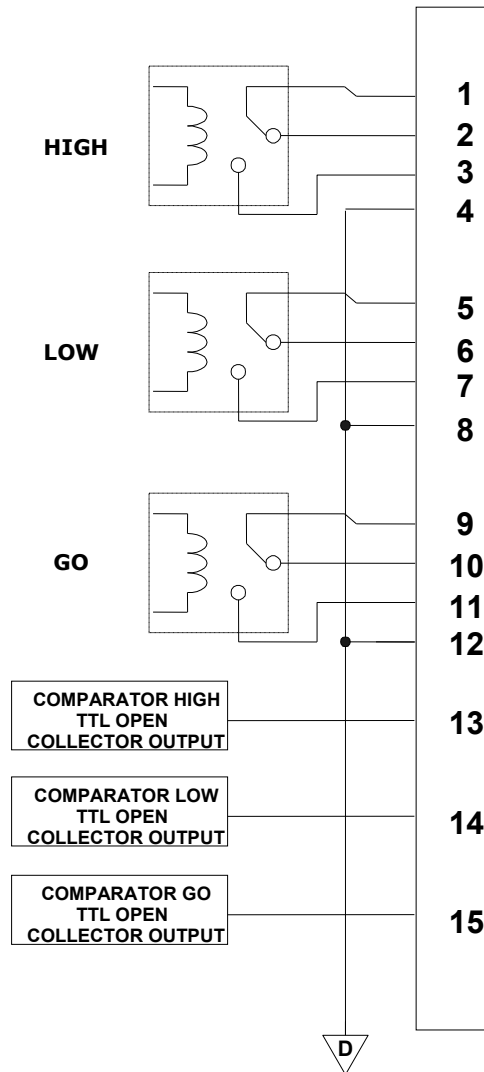 1
HIGH
2
3
4
5
LOW
6
7
8
9
GO
10
11
12
COMPARATOR HIGH
TTL OPEN
COLLECTOR OUTPUT
13
COMPARATOR LOW
TTL OPEN
COLLECTOR OUTPUT
14
COMPARATOR GO
TTL OPEN
COLLECTOR OUTPUT
15
D